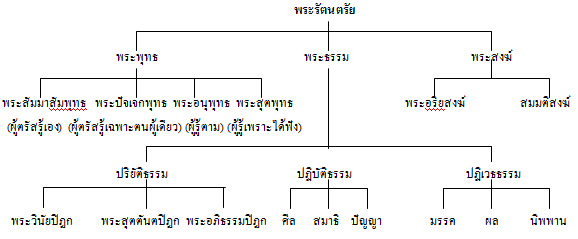 พระรัตนตรัย
พระพุทธ พระธรรม พระสงฆ์
พระสัมมาสัมพุทธ พระปัจเจกพุทธ พระอนุพุทธ พระสุตพุทธ พระอริยสงฆ์ สมมติสงฆ์
(ผู้ตรัสรู้เอง) (ผู้ตรัสรู้เฉพาะตนผู้เดียว) (ผู้รู้ตาม) (ผู้รู้เพราะได้ฟัง)
ปริยัติธรรม ปฏิบัติธรรม ปฏิเวธธรรม
พระวินัยปิฎก พระสุตตันตปิฎก พระอภิธรรมปิฎก ศีล สมาธิ ปัญญา มรรค ผล นิพพาน